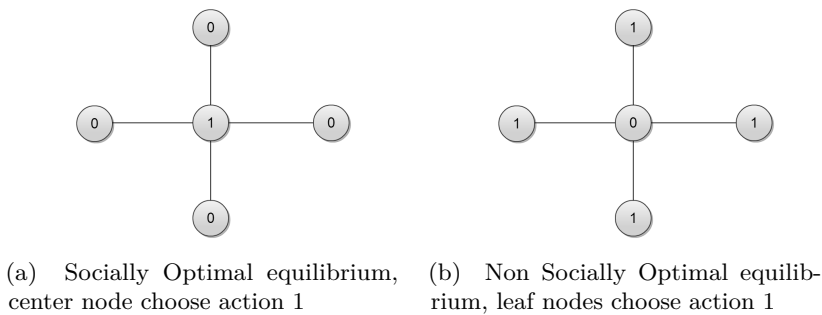 0
0 1 0
0
(a) Socially Optimal equilibrium,
center node choose action 1
1
1 0 1
1
(b) Non Socially Optimal equilib-
rium, leaf nodes choose action 1